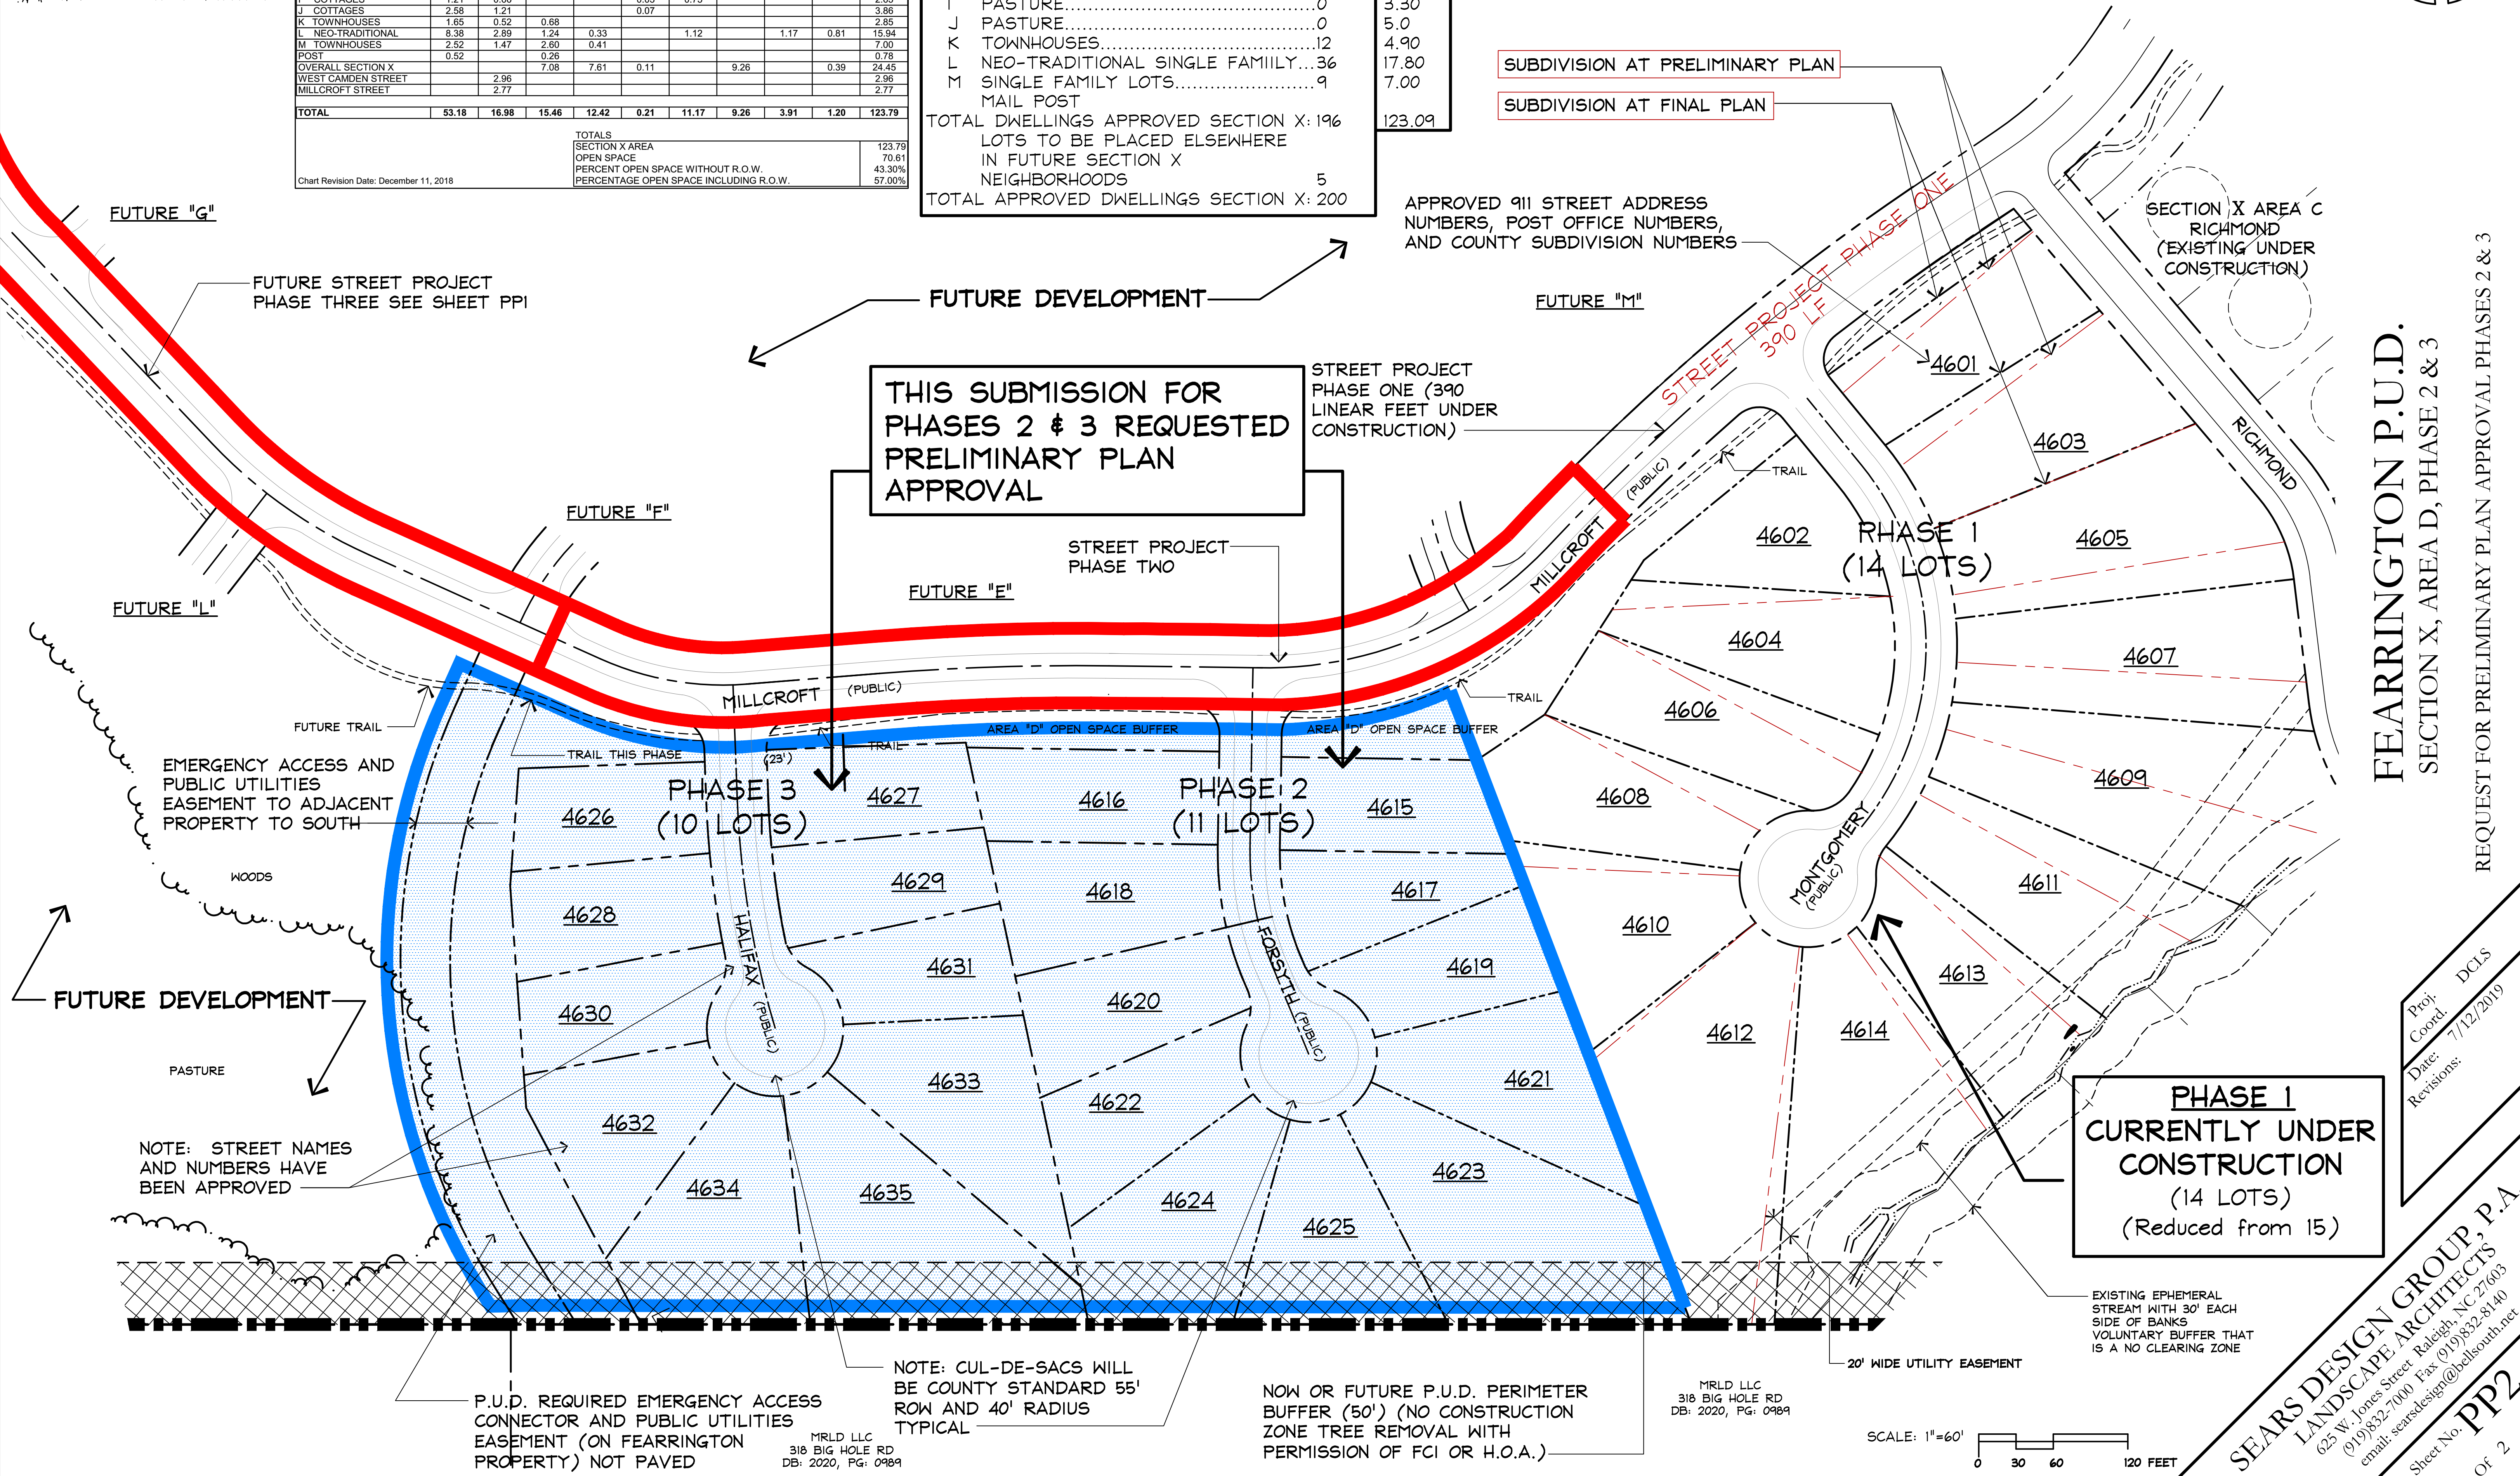 J COTTAGES 2.58 1.21 0.07 3.86
K TOWNHOUSES 1.65 0.52 0.68 2.85
L NEO-TRADITIONAL 8.38 2.89 1.24 0.33 1.12 1.17 0.81 15.94
M TOWNHOUSES 2.52 1.47 2.60 0.41 7.00
POST 0.52 0.26 0.78
OVERALL SECTION X 7.08 7.61 0.11 9.26 0.39 24.45
WEST CAMDEN STREET 2.96 2.96
MILLCROFT STREET 2.77 2.77
TOTAL 53.18 16.98 15.46 12.42 0.21 11.17 9.26 3.91 1.20 123.79
TOTALS
SECTION X AREA 123.79
OPEN SPACE 70.61
PERCENT OPEN SPACE WITHOUT R.O.W. 43.30%
PERCENTAGE OPEN SPACE INCLUDING R.O.W. 57.00%
Chart Revision Date: December 11, 2018
I PASTURE 0 3.30
J PASTURE 0 5.0
K TOWNHOUSES 12 4.90
L NEO-TRADITIONAL SINGLE FAMIILY...36 17.80
M SINGLE FAMILY LOTS 9 7.00
MAIL POST
TOTAL DWELLINGS APPROVED SECTION X: 196 123.09
LOTS TO BE PLACED ELSEWHERE
IN FUTURE SECTION X
NEIGHBORHOODS 5
TOTAL APPROVED DWELLINGS SECTION X: 200
SUBDIVISION AT PRELIMINARY PLAN
SUBDIVISION AT FINAL PLAN
APPROVED 911 STREET ADDRESS
NUMBERS, POST OFFICE NUMBERS,
AND COUNTY SUBDIVISION NUMBERS
SECTION X AREA C
RICHMOND
(EXISTING UNDER
CONSTRUCTION)
FUTURE "G"
FUTURE STREET PROJECT
PHASE THREE SEE SHEET PP1
FUTURE DEVELOPMENT
FUTURE "M"
STREET PROJECT PHASE ONE
390 LF
THIS SUBMISSION FOR
PHASES 2 & 3 REQUESTED
PRELIMINARY PLAN
APPROVAL
STREET PROJECT
PHASE ONE (390
LINEAR FEET UNDER
CONSTRUCTION)
4601
4603
RICHMOND
TRAIL
(PUBLIC)
MILLCROFT
FUTURE "F"
STREET PROJECT
PHASE TWO
FUTURE "E"
FUTURE "L"
4602
PHASE 1
(14 LOTS)
4605
4604
4607
4606
4609
4608
4611
4610
4613
4612
4614
MONTGOMERY
(PUBLIC)
MILLCROFT (PUBLIC)
TRAIL
FUTURE TRAIL
TRAIL THIS PHASE
(23')
TRAIL
AREA "D" OPEN SPACE BUFFER
AREA "D" OPEN SPACE BUFFER
EMERGENCY ACCESS AND
PUBLIC UTILITIES
EASEMENT TO ADJACENT
PROPERTY TO SOUTH
WOODS
PHASE 3
(10 LOTS)
PHASE 2
(11 LOTS)
4626
4627
4616
4615
4628
4629
4618
4617
4630
4631
4620
4619
4632
4633
4622
4621
4634
4635
4624
4623
4625
HALIFAX (PUBLIC)
FORSYTH (PUBLIC)
FUTURE DEVELOPMENT
PASTURE
NOTE: STREET NAMES
AND NUMBERS HAVE
BEEN APPROVED
PHASE 1
CURRENTLY UNDER
CONSTRUCTION
(14 LOTS)
(Reduced from 15)
EXISTING EPHEMERAL
STREAM WITH 30' EACH
SIDE OF BANKS
VOLUNTARY BUFFER THAT
IS A NO CLEARING ZONE
20' WIDE UTILITY EASEMENT
P.U.D. REQUIRED EMERGENCY ACCESS
CONNECTOR AND PUBLIC UTILITIES
EASEMENT (ON FEARRINGTON
PROPERTY) NOT PAVED
MRLD LLC
318 BIG HOLE RD
DB: 2020, PG: 0989
NOTE: CUL-DE-SACS WILL
BE COUNTY STANDARD 55'
ROW AND 40' RADIUS
TYPICAL
NOW OR FUTURE P.U.D. PERIMETER
BUFFER (50') (NO CONSTRUCTION
ZONE TREE REMOVAL WITH
PERMISSION OF FCI OR H.O.A.)
MRLD LLC
318 BIG HOLE RD
DB: 2020, PG: 0989
SCALE: 1"=60'
0 30 60 120 FEET
FEARRINGTON P.U.D.
SECTION X, AREA D, PHASE 2 & 3
REQUEST FOR PRELIMINARY PLAN APPROVAL PHASES 2 & 3
Proj.
Coord. DCLS
Date: 7/12/2019
Revisions:
SEARS DESIGN GROUP, P.A
LANDSCAPE ARCHITECTS
625 W. Jones Street Raleigh, NC 27603
(919)832-7000 Fax (919)832-8140
email: searsdesign@bellsouth.net
Sheet No. PP2
Of 2